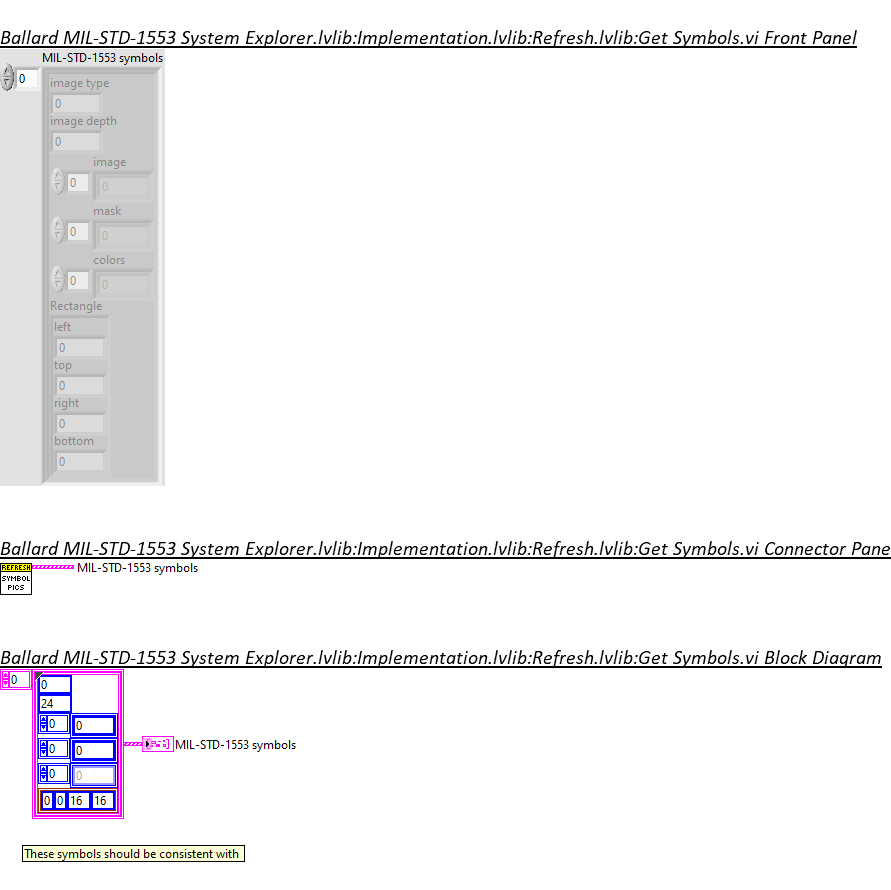 Ballard MIL-STD-1553 System Explorer.lvlib:Implementation.lvlib:Refresh.lvlib:Get Symbols.vi Front Panel
MIL-STD-1553 symbols
0
image type
0
image depth
0
image
0 0
mask
0 0
colors
0 0
Rectangle
left
0
top
0
right
0
bottom
0
Ballard MIL-STD-1553 System Explorer.lvlib:Implementation.lvlib:Refresh.lvlib:Get Symbols.vi Connector Pane
REFRESH
MIL-STD-1553 symbols
SYMBOL
PICS
Ballard MIL-STD-1553 System Explorer.lvlib:Implementation.lvlib:Refresh.lvlib:Get Symbols.vi Block Diagram
0
0
24
0 0
0 0
0 0
0 0 16 16
MIL-STD-1553 symbols
These symbols should be consistent with